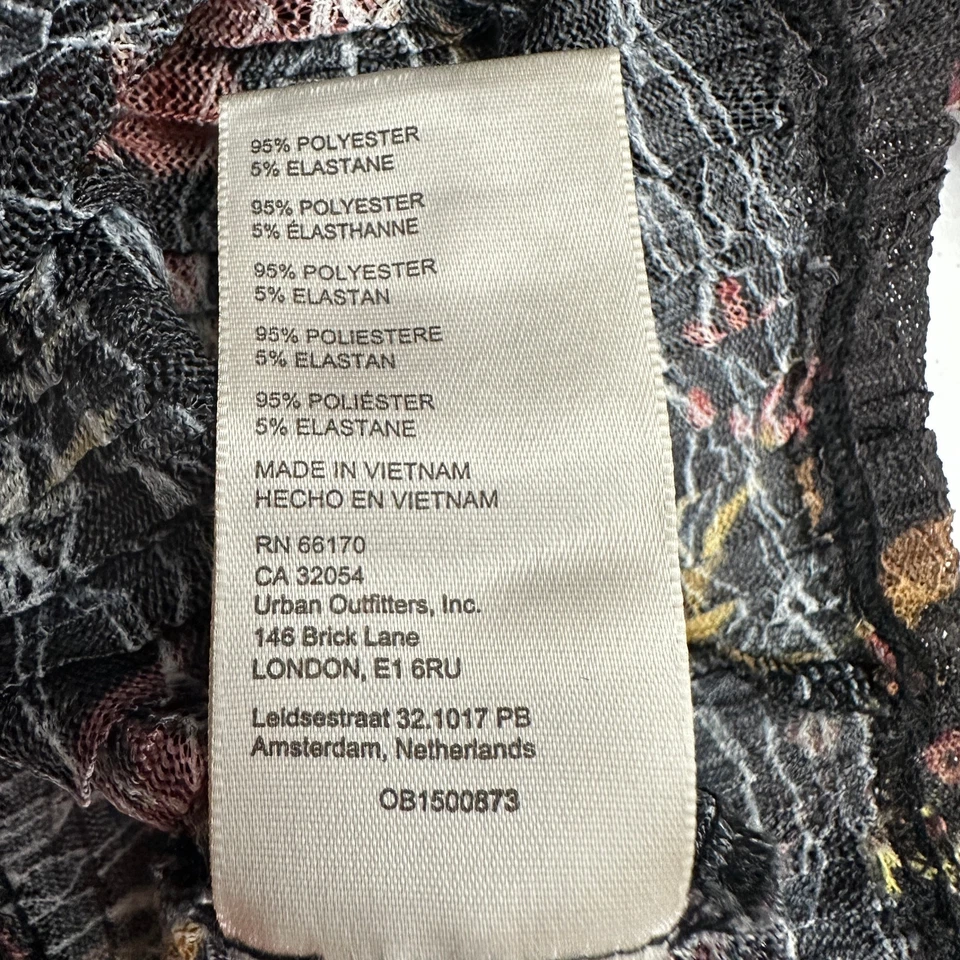 95% POLYESTER
5% ELASTANE
95% POLYESTER
5% ÉLASTHANNE
95% POLYESTER
5% ELASTAN
95% POLIESTERE
5% ELASTAN
95% POLIÉSTER
5% ELASTANE
MADE IN VIETNAM
HECHO EN VIETNAM
RN 66170
CA 32054
Urban Outfitters, Inc.
146 Brick Lane
LONDON, E1 6RU
Leidsestraat 32.1017 PB
Amsterdam, Netherlands
OB1500873